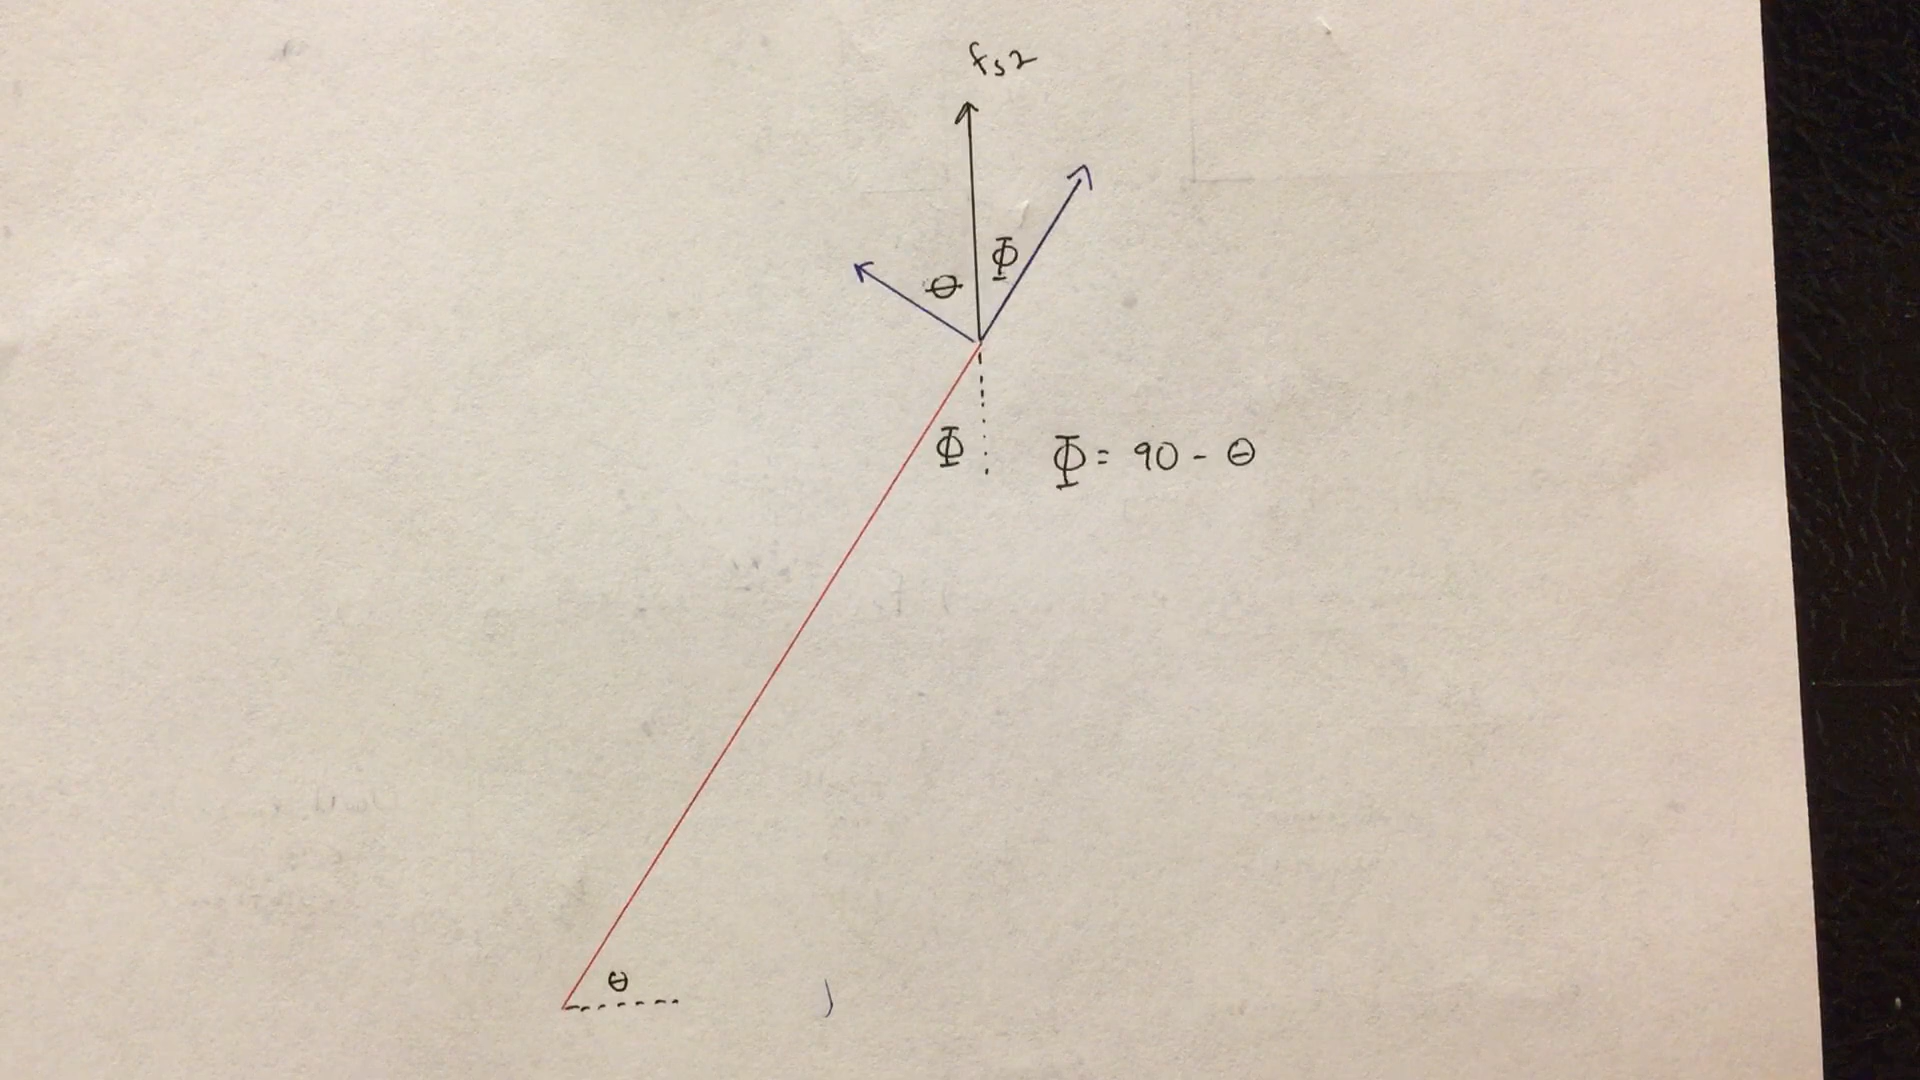 fs2
Φ
θ
Φ
Φ = 90 - θ
θ